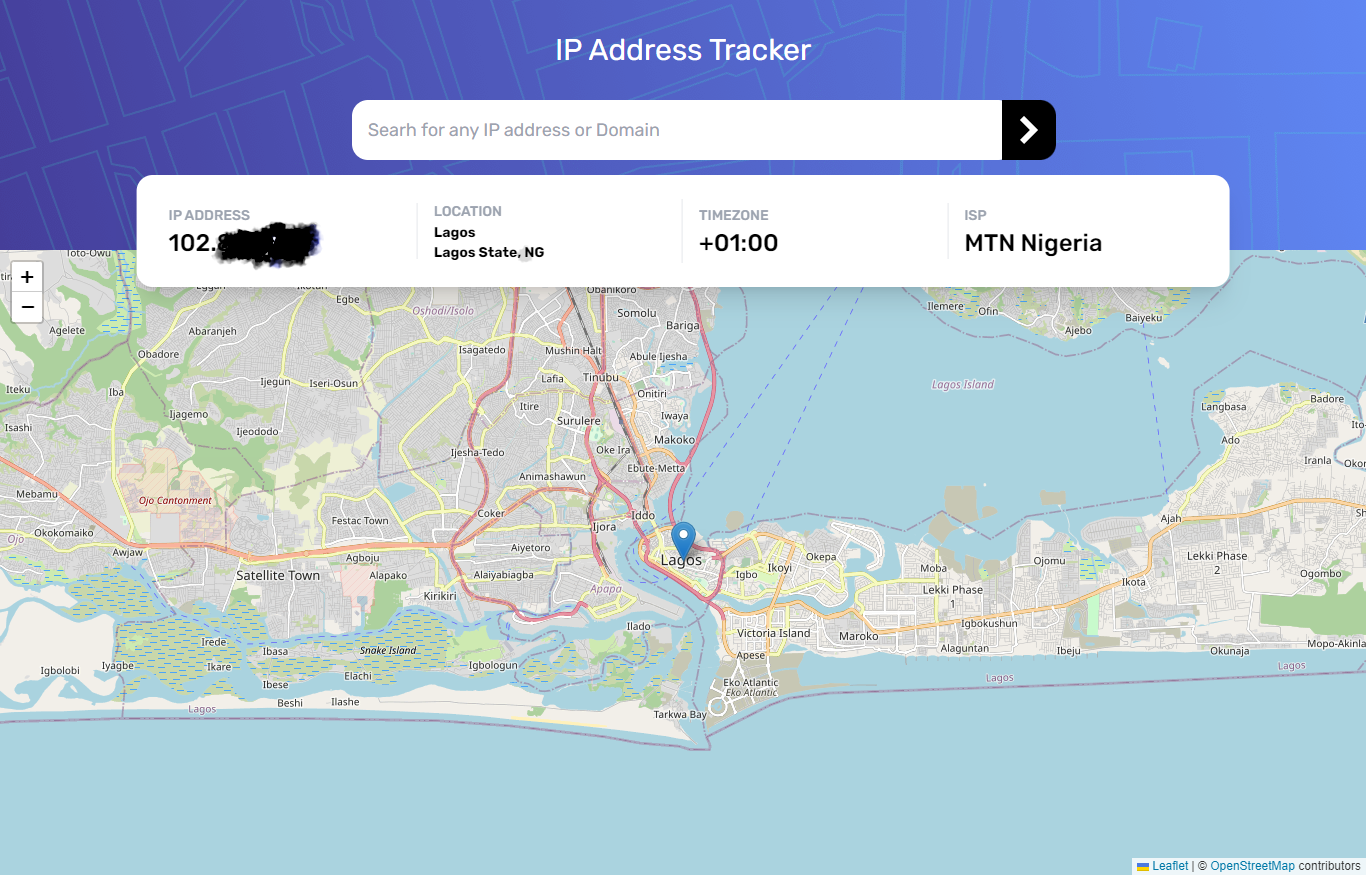 IP Address Tracker
Searh for any IP address or Domain
IP ADDRESS
102.
LOCATION
Lagos
Lagos State, NG
TIMEZONE
+01:00
ISP
MTN Nigeria
+
−
Toto-Owu
Agelete
Abaranjeh
Obadore
Iteku
Iba
Isashi
Ijegun
Iseri-Osun
Ijagemo
Ijeododo
Mebamu
Ojo Cantonment
Ojo
Okokomaiko
Awjaw
Festac Town
Agboju
Satellite Town
Alapako
Kirikiri
Egbe
Oshodi/Isolo
Isagatedo
Obanikoro
Somolu
Bariga
Mushin Halt
Abule Ijesha
Lafia
Tinubu
Onitiri
Itire
Surulere
Iwaya
Makoko
Oke Ira
Ijesha-Tedo
Ebute-Metta
Animashawun
Coker
Iddo
Ijora
Aiyetoro
Alaiyabiagba
Apapa
Lagos
Igbo
Ikoyi
Okepa
Ilado
Victoria Island
Maroko
Apese
Eko Atlantic
Eko Atlantic
Tarkwa Bay
Irede
Ibasa
Snake Island
Iyagbe
Ikare
Igbologun
Igbolobi
Elachi
Ibese
Beshi
Ilashe
Lagos
Ilemere
Ofin
Baiyeku
Ajebo
Lagos Island
Langbasa
Badore
Ado
Iranla
Ajah
Lekki Phase
2
Ojomu
Moba
Ikota
Lekki Phase
1
Ogombo
Igbokushun
Alaguntan
Ibeju
Okunaja
Mopo-Akinla
Lagos
Lagos
Leaflet | © OpenStreetMap contributors